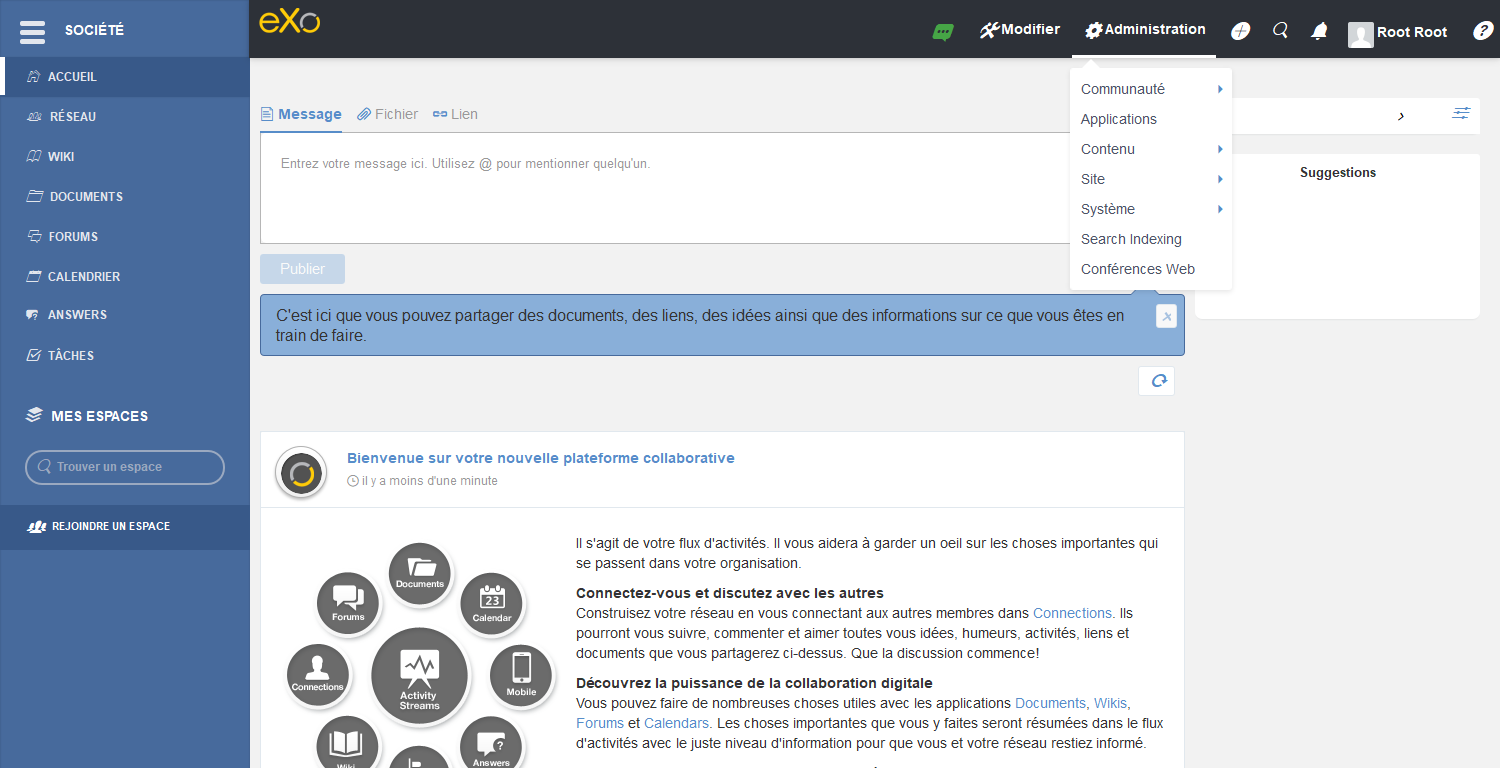 SOCIÉTÉ
ACCUEIL
RÉSEAU
WIKI
DOCUMENTS
FORUMS
CALENDRIER
ANSWERS
TÂCHES
MES ESPACES
Trouver un espace
REJOINDRE UN ESPACE
eXo
Modifier
Administration
Root Root
?
Communauté
Applications
Contenu
Site
Système
Search Indexing
Conférences Web
Message
Fichier
Lien
Entrez votre message ici. Utilisez @ pour mentionner quelqu'un.
Publier
C'est ici que vous pouvez partager des documents, des liens, des idées ainsi que des informations sur ce que vous êtes en
train de faire.
x
Suggestions
Bienvenue sur votre nouvelle plateforme collaborative
il y a moins d'une minute
Documents
Forums
23
Calendar
Connections
Activity
Streams
Mobile
Wiki
?
Answers
Il s'agit de votre flux d'activités. Il vous aidera à garder un oeil sur les choses importantes qui
se passent dans votre organisation.
Connectez-vous et discutez avec les autres
Construisez votre réseau en vous connectant aux autres membres dans Connections. Ils
pourront vous suivre, commenter et aimer toutes vous idées, humeurs, activités, liens et
documents que vous partagerez ci-dessus. Que la discussion commence!
Découvrez la puissance de la collaboration digitale
Vous pouvez faire de nombreuses choses utiles avec les applications Documents, Wikis,
Forums et Calendars. Les choses importantes que vous y faites seront résumées dans le flux
d'activités avec le juste niveau d'information pour que vous et votre réseau restiez informé.